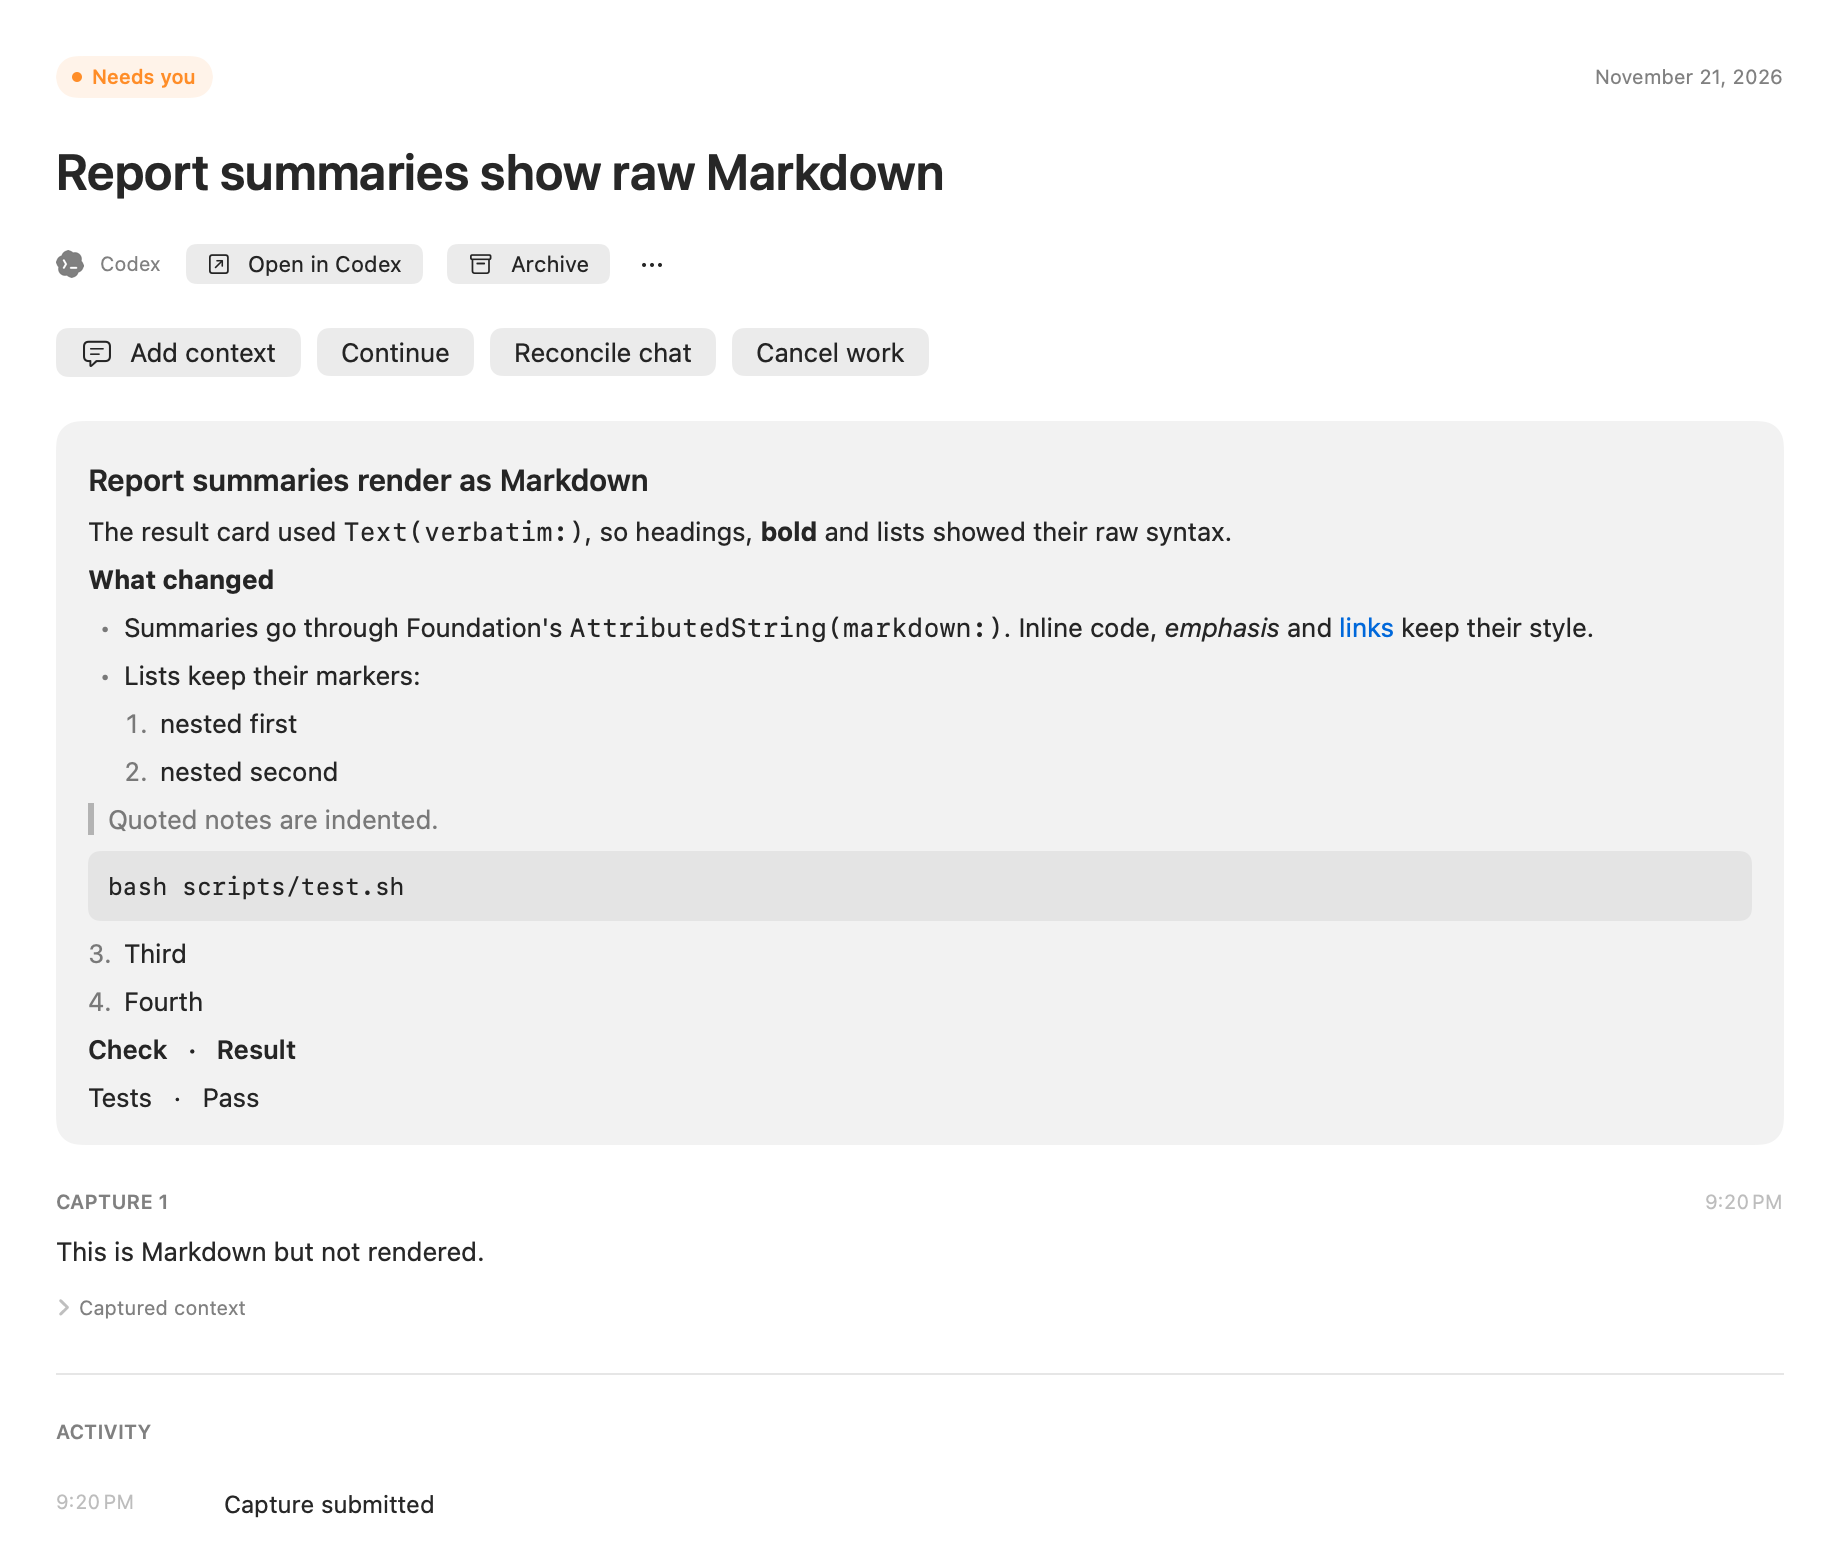 Needs you
November 21, 2026
Report summaries show raw Markdown
Codex
Open in Codex
Archive
···
Add context
Continue
Reconcile chat
Cancel work
Report summaries render as Markdown
The result card used Text(verbatim:), so headings, bold and lists showed their raw syntax.
What changed
• Summaries go through Foundation's AttributedString(markdown:). Inline code, emphasis and links keep their style.
• Lists keep their markers:
1. nested first
2. nested second
Quoted notes are indented.
bash scripts/test.sh
3. Third
4. Fourth
Check · Result
Tests · Pass
CAPTURE 1
9:20 PM
This is Markdown but not rendered.
Captured context
ACTIVITY
9:20 PM
Capture submitted